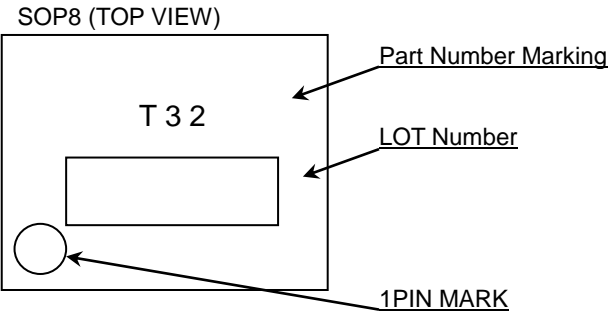 SOP8 (TOP VIEW)
Part Number Marking
T 3 2
LOT Number
1PIN MARK